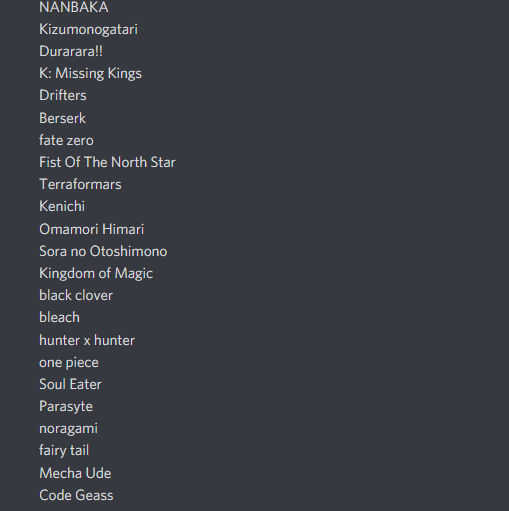 NANBAKA
Kizumonogatari
Durarara!!
K: Missing Kings
Drifters
Berserk
fate zero
Fist Of The North Star
Terraformars
Kenichi
Omamori Himari
Sora no Otoshimono
Kingdom of Magic
black clover
bleach
hunter x hunter
one piece
Soul Eater
Parasyte
noragami
fairy tail
Mecha Ude
Code Geass